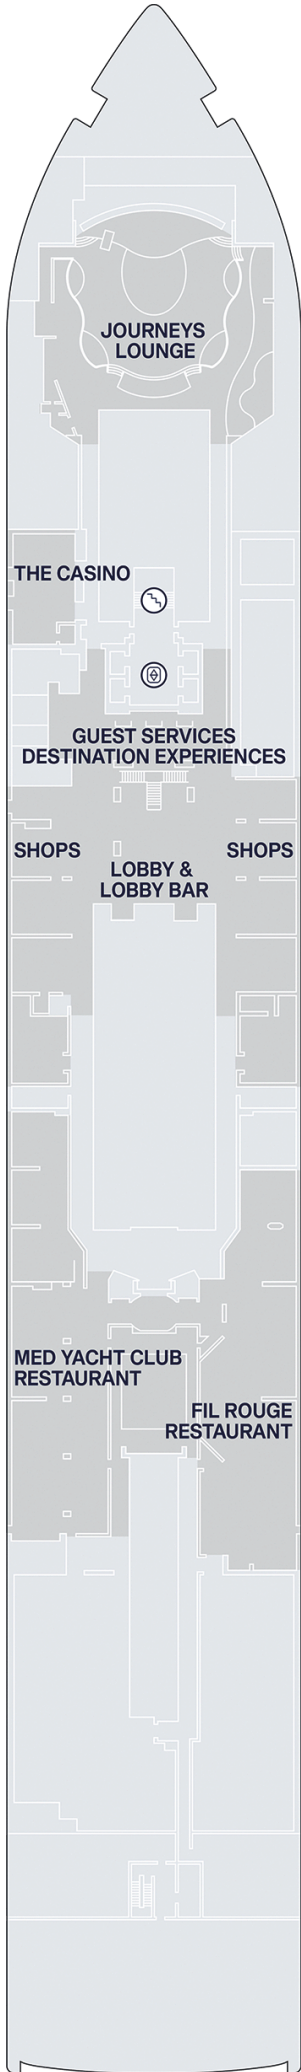 JOURNEYS
LOUNGE
THE CASINO
GUEST SERVICES
DESTINATION EXPERIENCES
SHOPS
SHOPS
LOBBY &
LOBBY BAR
MED YACHT CLUB
RESTAURANT
FIL ROUGE
RESTAURANT